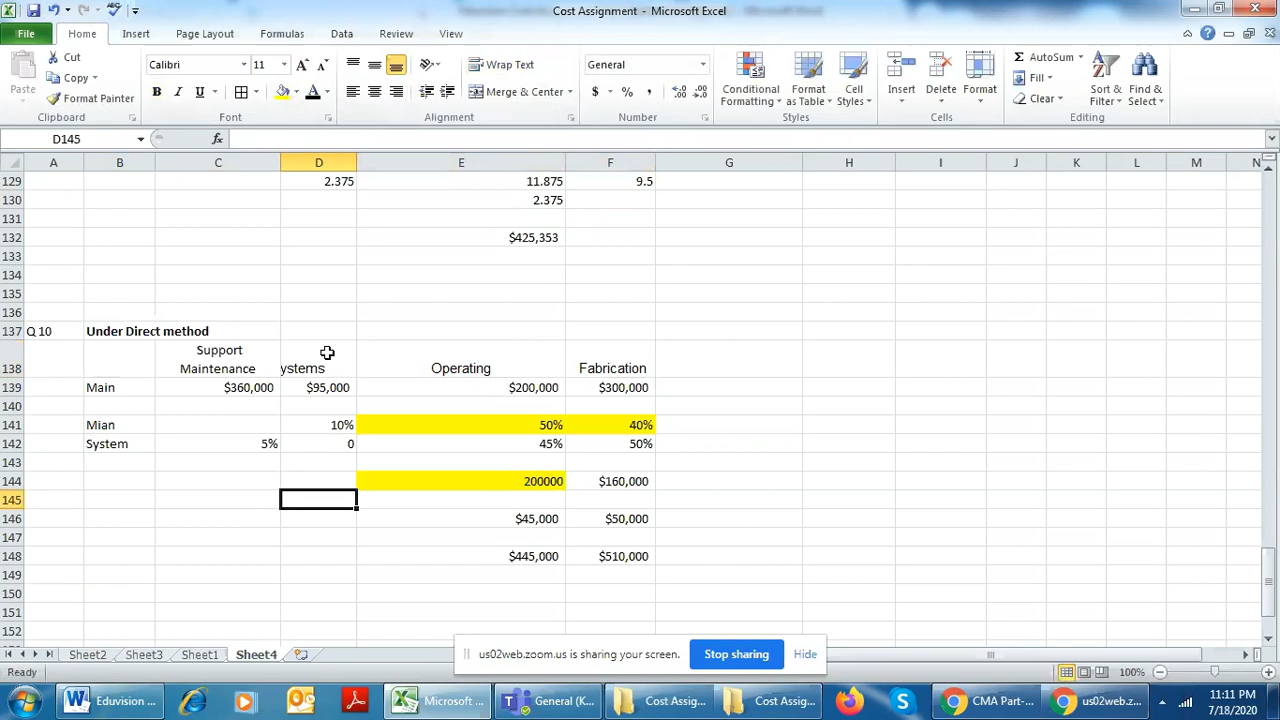 Cost Assignment - Microsoft Excel
File Home Insert Page Layout Formulas Data Review View
Cut
Copy
Format Painter
Paste
Calibri 11
Wrap Text
Merge & Center
General
Conditional Formatting
Format as Table
Cell Styles
Insert Delete Format
AutoSum
Fill
Clear
Sort & Filter
Find & Select
Clipboard Font Alignment Number Styles Cells Editing
D145 fx
A B C D E F G H I J K L M N
129 2.375 11.875 9.5
130 2.375
131
132 $425,353
133
134
135
136
137 Q 10 Under Direct method
Support
138 Maintenance ystems Operating Fabrication
139 Main $360,000 $95,000 $200,000 $300,000
140
141 Mian 10% 50% 40%
142 System 5% 0 45% 50%
143
144 200000 $160,000
145
146 $45,000 $50,000
147
148 $445,000 $510,000
149
150
151
152
Sheet2 Sheet3 Sheet1 Sheet4
us02web.zoom.us is sharing your screen. Stop sharing Hide
Ready 100%
Eduvision ... Microsoft ... General (K... Cost Assign... Cost Assign... CMA Part-... us02web.z...
11:11 PM
7/18/2020